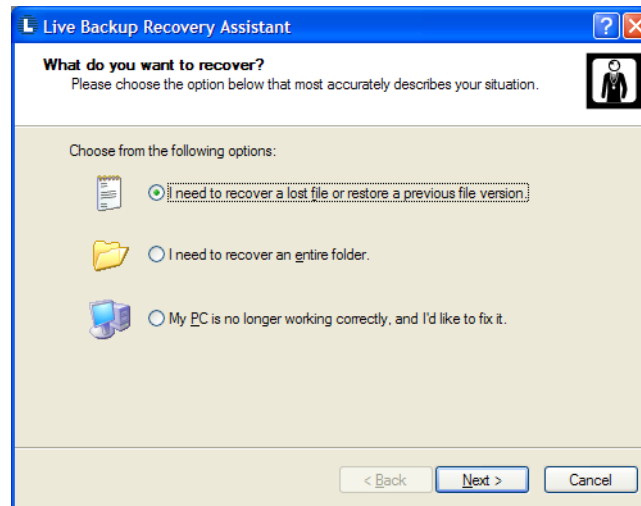 Live Backup Recovery Assistant
What do you want to recover?
Please choose the option below that most accurately describes your situation.
Choose from the following options:
I need to recover a lost file or restore a previous file version.
I need to recover an entire folder.
My PC is no longer working correctly, and I'd like to fix it.
< Back
Next >
Cancel